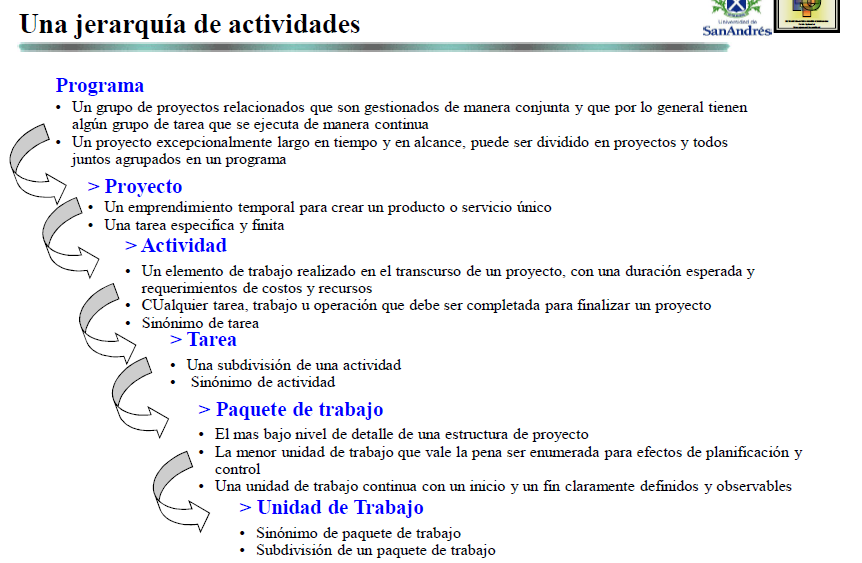 Una jerarquía de actividades
Universidad de
SanAndrés
Programa
• Un grupo de proyectos relacionados que son gestionados de manera conjunta y que por lo general tienen
algún grupo de tarea que se ejecuta de manera continua
• Un proyecto excepcionalmente largo en tiempo y en alcance, puede ser dividido en proyectos y todos
juntos agrupados en un programa
> Proyecto
• Un emprendimiento temporal para crear un producto o servicio único
• Una tarea especifica y finita
> Actividad
• Un elemento de trabajo realizado en el transcurso de un proyecto, con una duración esperada y
requerimientos de costos y recursos
• CUalquier tarea, trabajo u operación que debe ser completada para finalizar un proyecto
• Sinónimo de tarea
> Tarea
• Una subdivisión de una actividad
• Sinónimo de actividad
> Paquete de trabajo
• El mas bajo nivel de detalle de una estructura de proyecto
• La menor unidad de trabajo que vale la pena ser enumerada para efectos de planificación y
control
• Una unidad de trabajo continua con un inicio y un fin claramente definidos y observables
> Unidad de Trabajo
• Sinónimo de paquete de trabajo
• Subdivisión de un paquete de trabajo